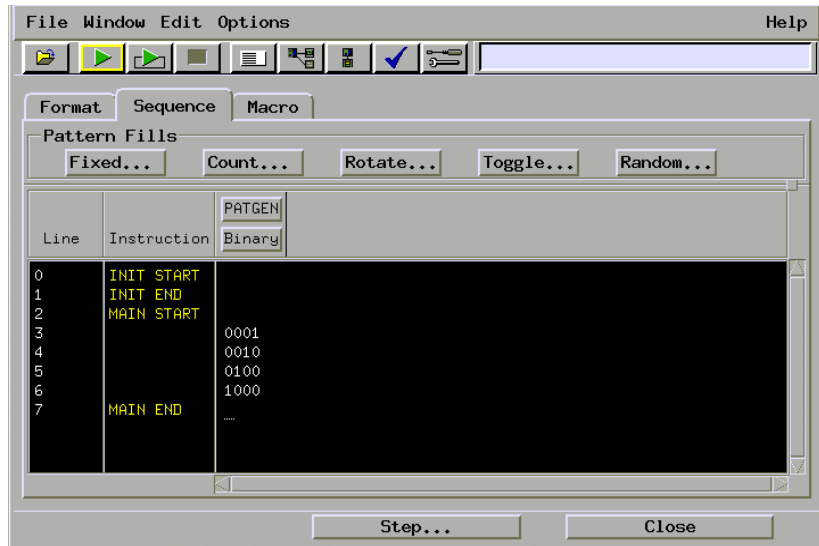 File Window Edit Options Help
Format Sequence Macro
Pattern Fills
Fixed... Count... Rotate... Toggle... Random...
PATGEN
Line Instruction Binary
0 INIT START
1 INIT END
2 MAIN START
3 0001
4 0010
5 0100
6 1000
7 MAIN END ....
Step... Close